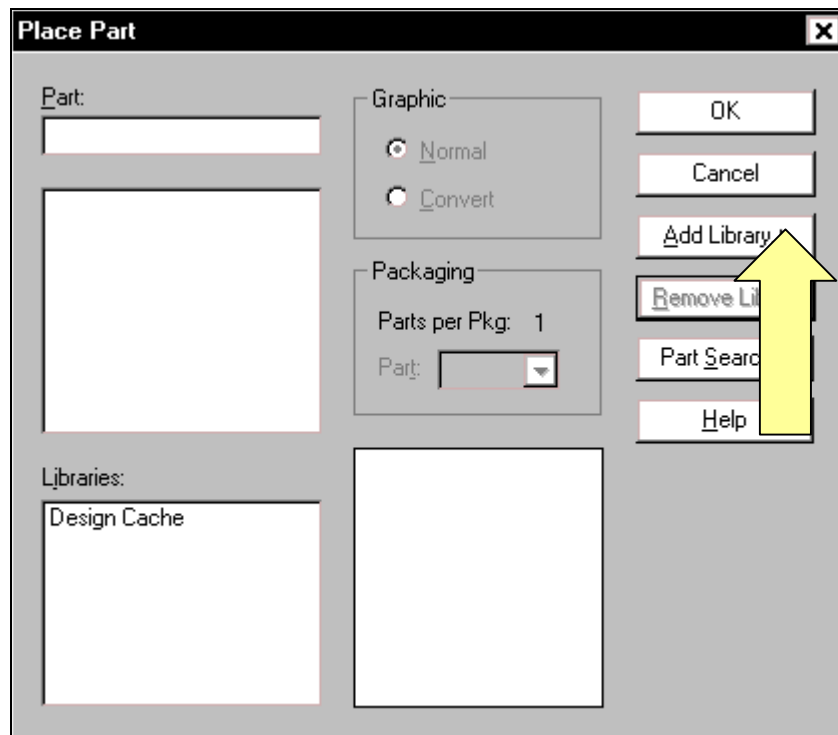 Place Part
Part:
Graphic
Normal
Convert
Packaging
Parts per Pkg: 1
Part:
Libraries:
Design Cache
OK
Cancel
Add Library
Remove
Part
Help